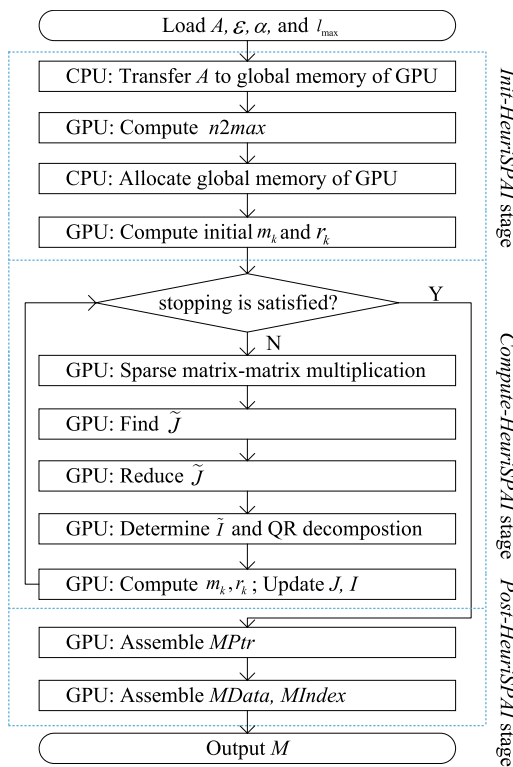 Load A, ε, α, and l_max
CPU: Transfer A to global memory of GPU
GPU: Compute n2max
CPU: Allocate global memory of GPU
GPU: Compute initial m_k and r_k
Init-HeuriSPAI stage
stopping is satisfied?
Y
N
GPU: Sparse matrix-matrix multiplication
GPU: Find J̃
GPU: Reduce J̃
GPU: Determine Ĩ and QR decompostion
GPU: Compute m_k, r_k; Update J, I
Compute-HeuriSPAI stage
GPU: Assemble MPtr
GPU: Assemble MData, MIndex
Post-HeuriSPAI stage
Output M